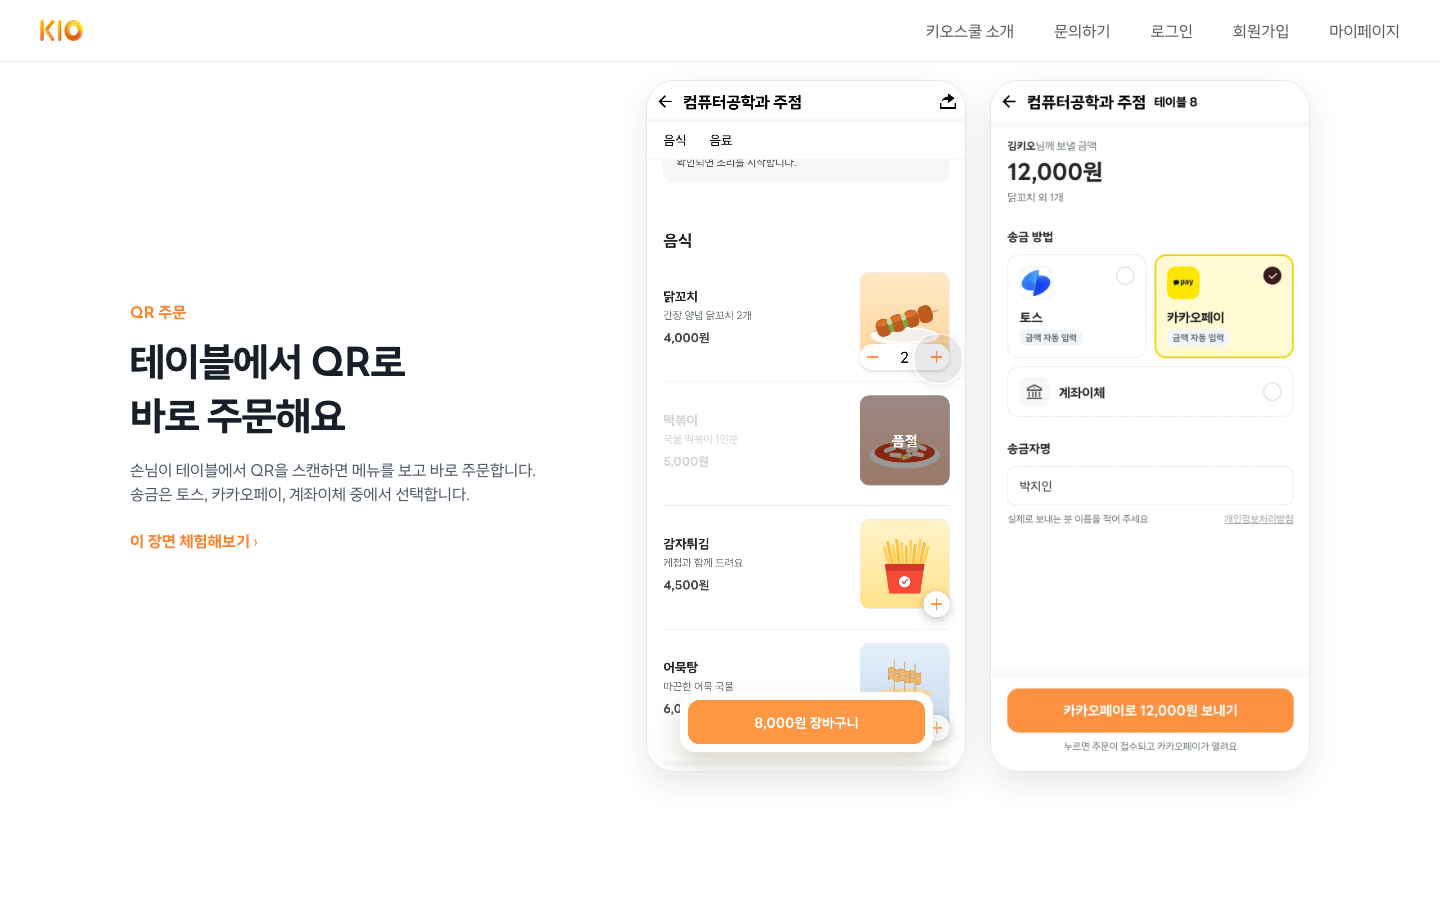 KIO
키오스쿨 소개
문의하기
로그인
회원가입
마이페이지
QR 주문
테이블에서 QR로
바로 주문해요
손님이 테이블에서 QR을 스캔하면 메뉴를 보고 바로 주문합니다.
송금은 토스, 카카오페이, 계좌이체 중에서 선택합니다.
이 장면 체험해보기 ›
컴퓨터공학과 주점
음식 음료
확인되면 조리를 시작합니다.
음식
닭꼬치
간장 양념 닭꼬치 2개
4,000원
2
떡볶이
국물 떡볶이 1인분
5,000원
품절
감자튀김
케첩과 함께 드려요
4,500원
어묵탕
따끈한 어묵 국물
6,0
8,000원 장바구니
컴퓨터공학과 주점 테이블 8
김키오님께 보낼 금액
12,000원
닭꼬치 외 1개
송금 방법
토스
금액 자동 입력
pay
카카오페이
금액 자동 입력
계좌이체
송금자명
박지인
실제로 보내는 분 이름을 적어 주세요
개인정보처리방침
카카오페이로 12,000원 보내기
누르면 주문이 접수되고 카카오페이가 열려요